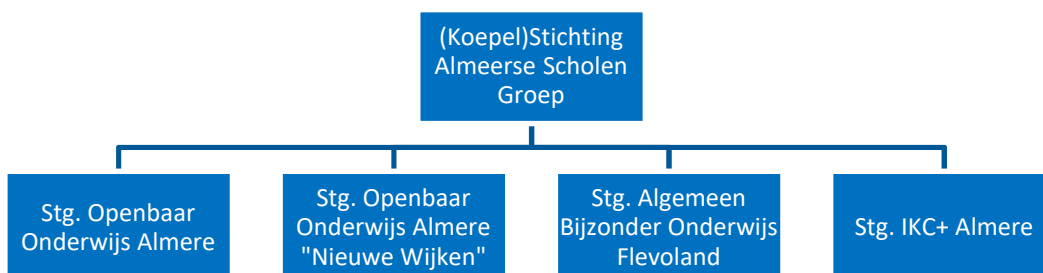 (Koepel)Stichting
Almeerse Scholen
Groep
Stg. Openbaar
Onderwijs Almere
Stg. Openbaar
Onderwijs Almere
"Nieuwe Wijken"
Stg. Algemeen
Bijzonder Onderwijs
Flevoland
Stg. IKC+ Almere